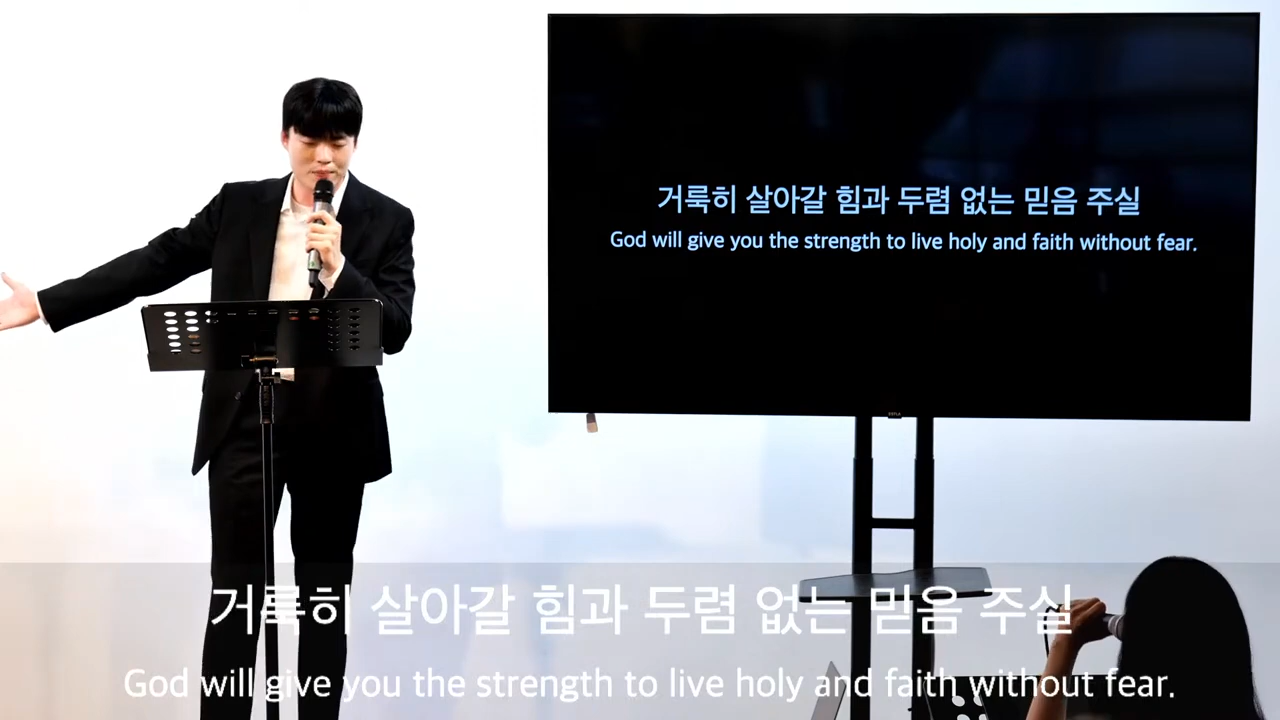 거룩히 살아갈 힘과 두렴 없는 믿음 주실
God will give you the strength to live holy and faith without fear.
거룩히 살아갈 힘과 두렴 없는 믿음 주실
God will give you the strength to live holy and faith without fear.